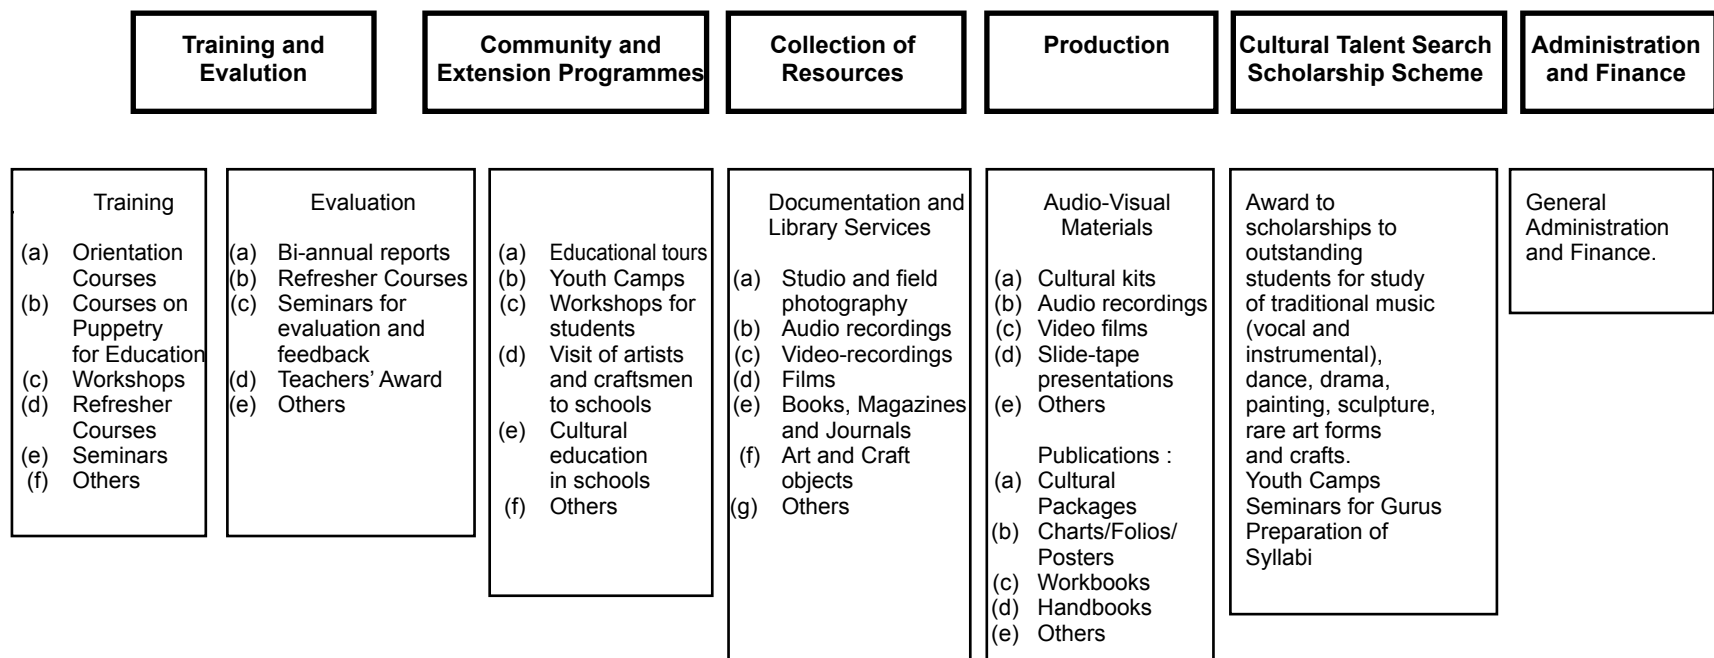 Training and
Evalution
Community and
Extension Programmes
Collection of
Resources
Production
Cultural Talent Search
Scholarship Scheme
Administration
and Finance
Training
(a) Orientation
Courses
(b) Courses on
Puppetry
for Education
(c) Workshops
(d) Refresher
Courses
(e) Seminars
(f) Others
Evaluation
(a) Bi-annual reports
(b) Refresher Courses
(c) Seminars for
evaluation and
feedback
(d) Teachers’ Award
(e) Others
(a) Educational tours
(b) Youth Camps
(c) Workshops for
students
(d) Visit of artists
and craftsmen
to schools
(e) Cultural
education
in schools
(f) Others
Documentation and
Library Services
(a) Studio and field
photography
(b) Audio recordings
(c) Video-recordings
(d) Films
(e) Books, Magazines
and Journals
(f) Art and Craft
objects
(g) Others
Audio-Visual
Materials
(a) Cultural kits
(b) Audio recordings
(c) Video films
(d) Slide-tape
presentations
(e) Others
Publications :
(a) Cultural
Packages
(b) Charts/Folios/
Posters
(c) Workbooks
(d) Handbooks
(e) Others
Award to
scholarships to
outstanding
students for study
of traditional music
(vocal and
instrumental),
dance, drama,
painting, sculpture,
rare art forms
and crafts.
Youth Camps
Seminars for Gurus
Preparation of
Syllabi
General
Administration
and Finance.